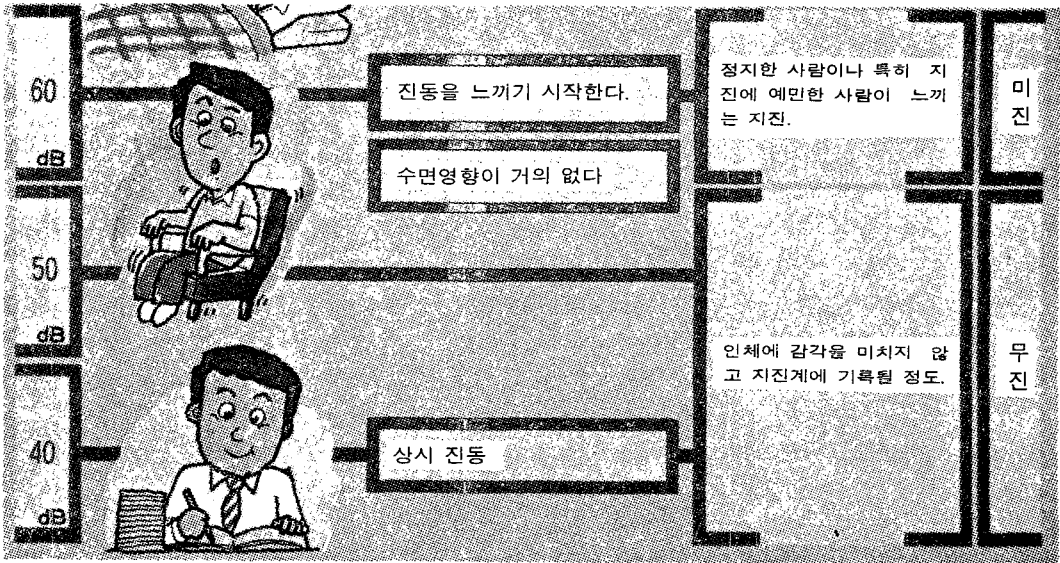 60
dB
진동을 느끼기 시작한다.
수면영향이 거의 없다
정지한 사람이나 특히 지
진에 예민한 사람이 느끼
는 지진.
미
진
50
dB
인체에 감각을 미치지 않
고 지진계에 기록될 정도.
무
진
40
dB
상시 진동